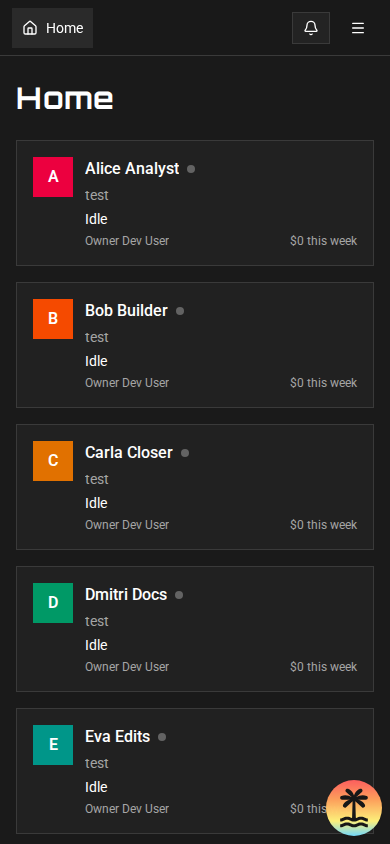 Home
Home
A
Alice Analyst
test
Idle
Owner Dev User $0 this week
B
Bob Builder
test
Idle
Owner Dev User $0 this week
C
Carla Closer
test
Idle
Owner Dev User $0 this week
D
Dmitri Docs
test
Idle
Owner Dev User $0 this week
E
Eva Edits
test
Idle
Owner Dev User $0 this